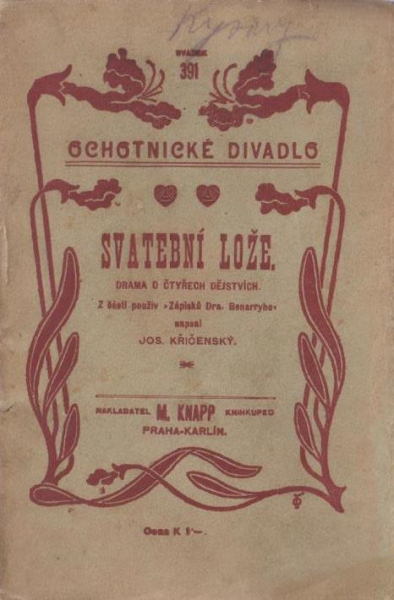 SVAZEK
391
OCHOTNICKÉ DIVADLO
SVATEBNÍ LOŽE.
DRAMA O ČTYŘECH DĚJSTVÍCH.
Z části použiv »Zápisků Dra. Benarryho«
napsal
JOS. KŘIČENSKÝ.
NAKLADATEL M. KNAPP KNIHKUPEC
PRAHA-KARLÍN.
Cena K 1·—.